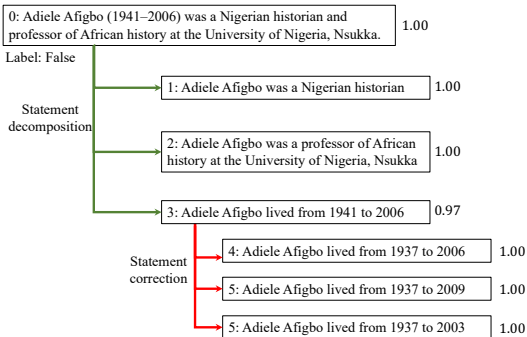 0: Adiele Afigbo (1941–2006) was a Nigerian historian and
professor of African history at the University of Nigeria, Nsukka.
1.00
Label: False
Statement
decomposition
1: Adiele Afigbo was a Nigerian historian
1.00
2: Adiele Afigbo was a professor of African
history at the University of Nigeria, Nsukka
1.00
3: Adiele Afigbo lived from 1941 to 2006
0.97
Statement
correction
4: Adiele Afigbo lived from 1937 to 2006
1.00
5: Adiele Afigbo lived from 1937 to 2009
1.00
5: Adiele Afigbo lived from 1937 to 2003
1.00